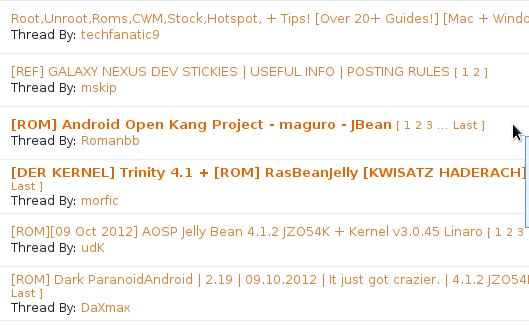 Root,Unroot,Roms,CWM,Stock,Hotspot, + Tips! [Over 20+ Guides!] [Mac + Windo
Thread By: techfanatic9
[REF] GALAXY NEXUS DEV STICKIES | USEFUL INFO | POSTING RULES [ 1 2 ]
Thread By: mskip
[ROM] Android Open Kang Project - maguro - JBean [ 1 2 3 ... Last ]
Thread By: Romanbb
[DER KERNEL] Trinity 4.1 + [ROM] RasBeanJelly [KWISATZ HADERACH]
Last ]
Thread By: morfic
[ROM][09 Oct 2012] AOSP Jelly Bean 4.1.2 JZO54K + Kernel v3.0.45 Linaro [ 1 2 3
Thread By: udK
[ROM] Dark ParanoidAndroid | 2.19 | 09.10.2012 | It just got crazier. | 4.1.2 JZO54
Last ]
Thread By: DaXmax